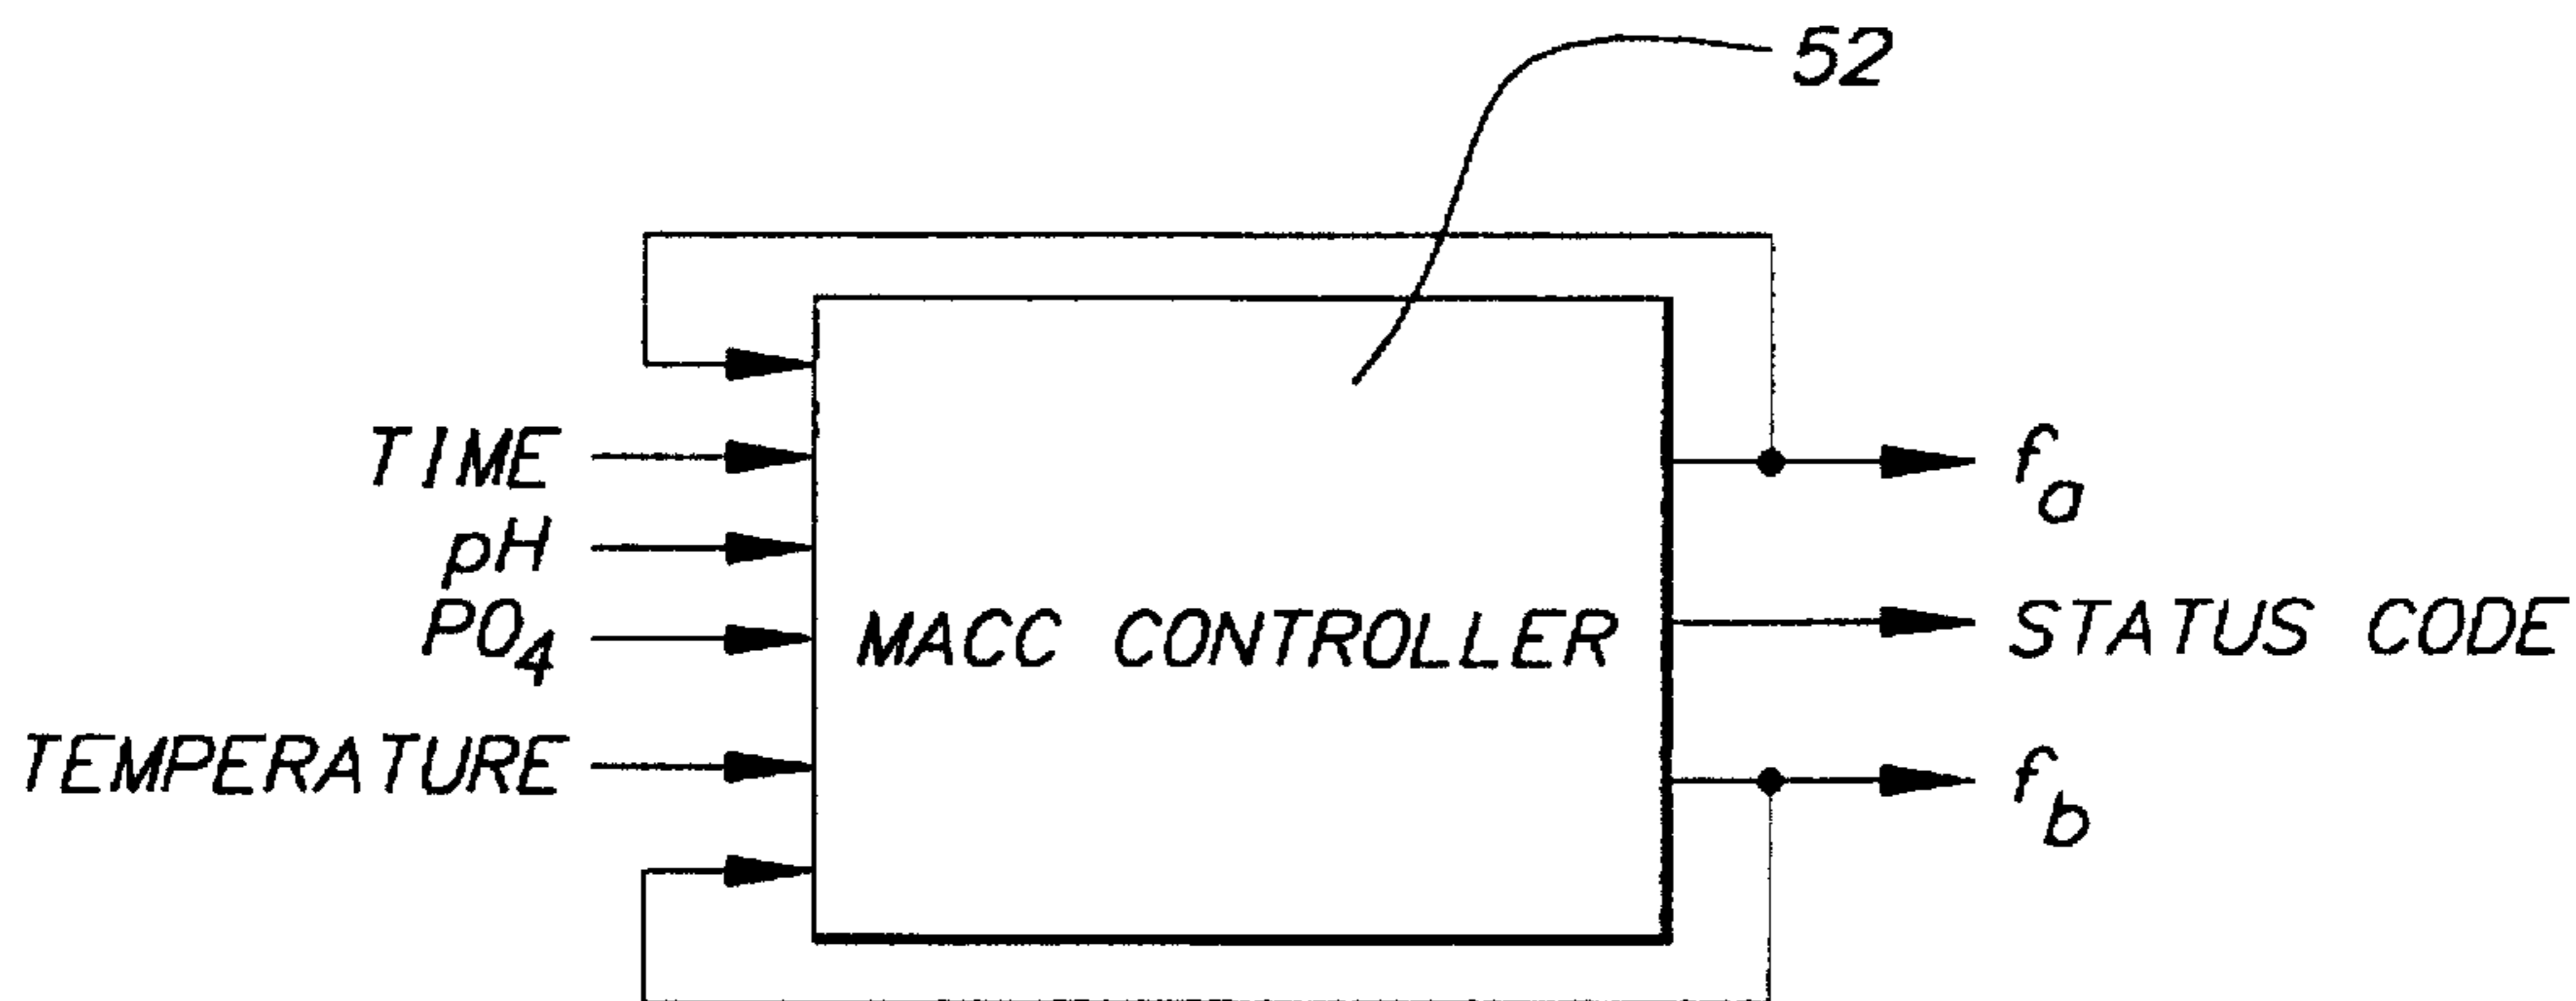 52
TIME
pH
PO4
TEMPERATURE
MACC CONTROLLER
fa
STATUS CODE
fb